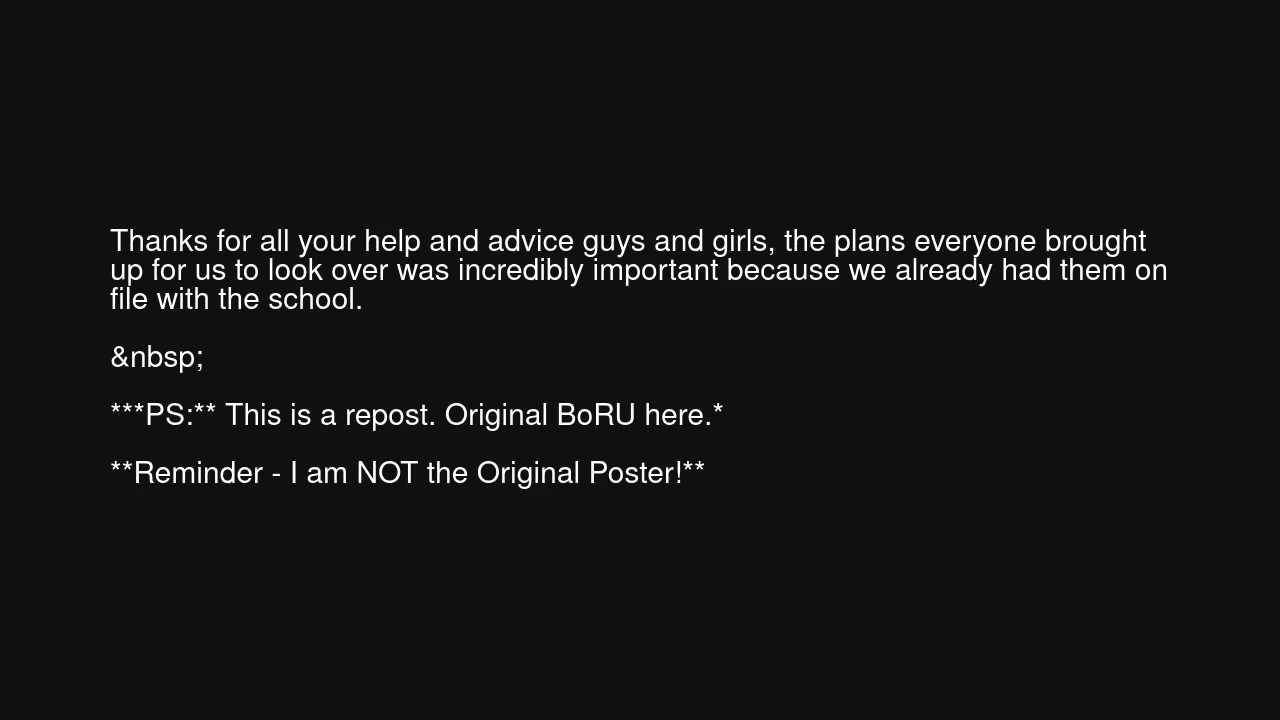 Thanks for all your help and advice guys and girls, the plans everyone brought
up for us to look over was incredibly important because we already had them on
file with the school.
&nbsp;
***PS:** This is a repost. Original BoRU here.*
**Reminder - I am NOT the Original Poster!**